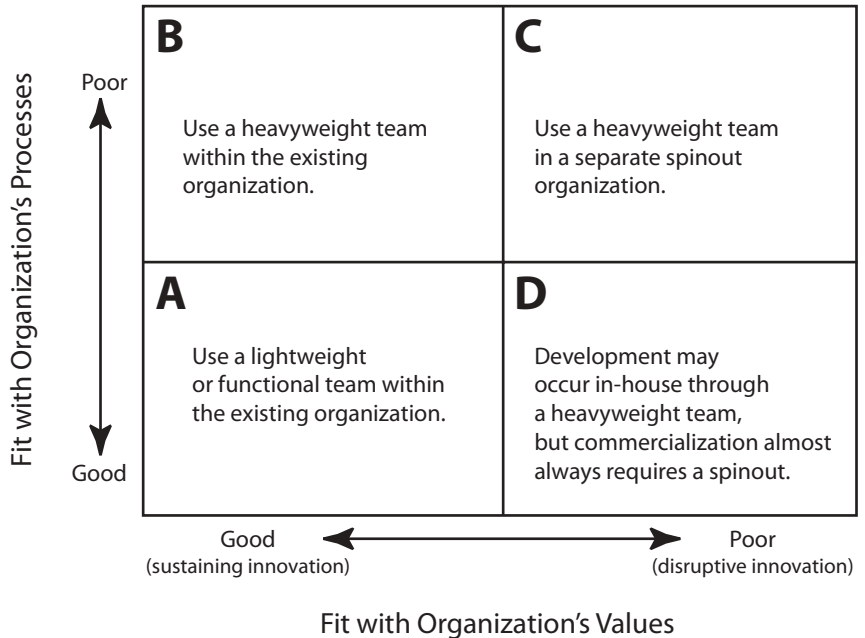 Fit with Organization's Processes
Poor
Good
B
Use a heavyweight team
within the existing
organization.
C
Use a heavyweight team
in a separate spinout
organization.
A
Use a lightweight
or functional team within
the existing organization.
D
Development may
occur in-house through
a heavyweight team,
but commercialization almost
always requires a spinout.
Good
(sustaining innovation)
Poor
(disruptive innovation)
Fit with Organization's Values